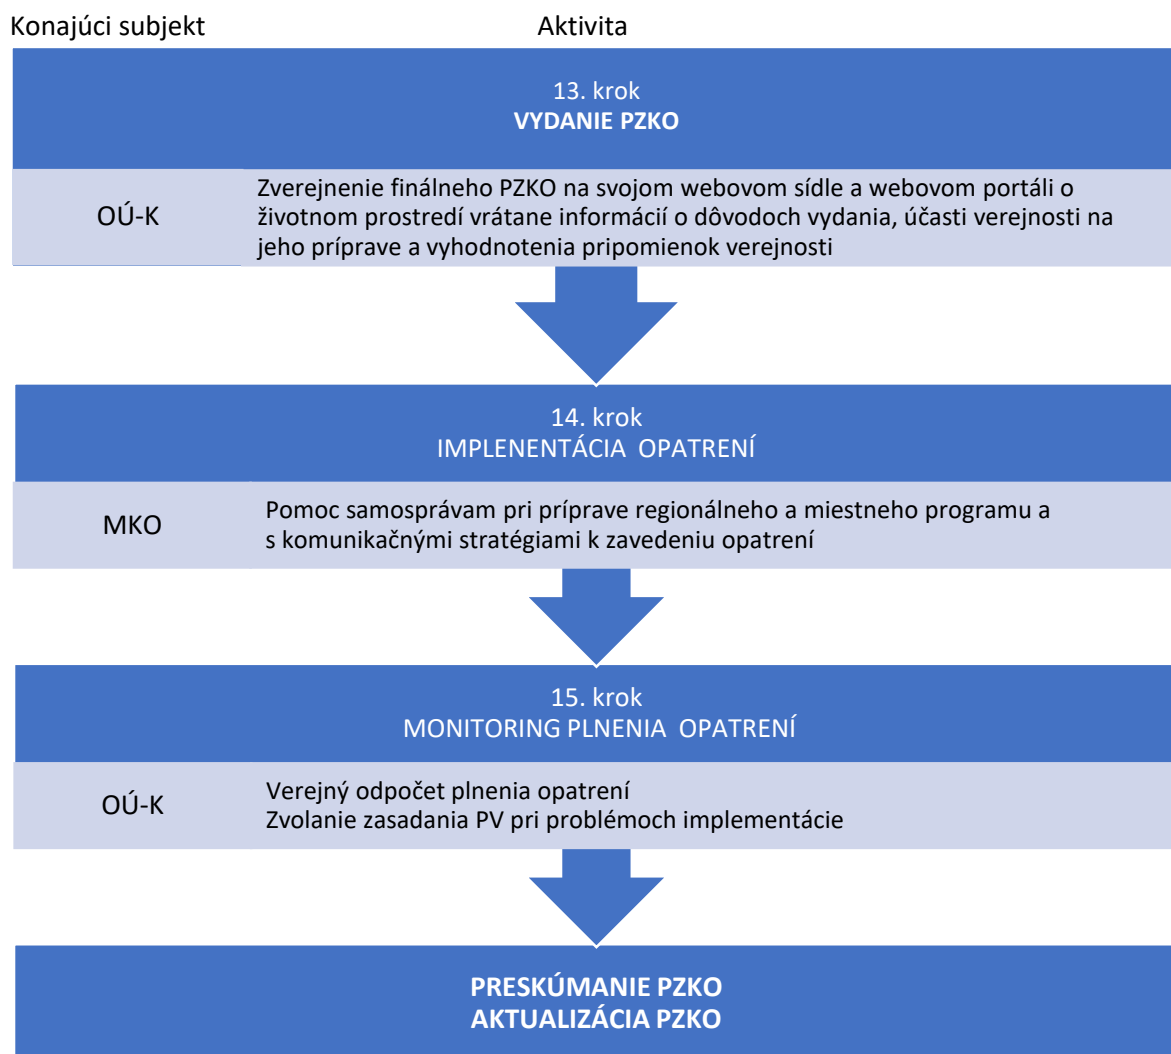 Konajúci subjekt Aktivita
13. krok
VYDANIE PZKO
OÚ-K
Zverejnenie finálneho PZKO na svojom webovom sídle a webovom portáli o
životnom prostredí vrátane informácií o dôvodoch vydania, účasti verejnosti na
jeho príprave a vyhodnotenia pripomienok verejnosti
14. krok
IMPLENENTÁCIA OPATRENÍ
MKO
Pomoc samosprávam pri príprave regionálneho a miestneho programu a
s komunikačnými stratégiami k zavedeniu opatrení
15. krok
MONITORING PLNENIA OPATRENÍ
OÚ-K
Verejný odpočet plnenia opatrení
Zvolanie zasadania PV pri problémoch implementácie
PRESKÚMANIE PZKO
AKTUALIZÁCIA PZKO